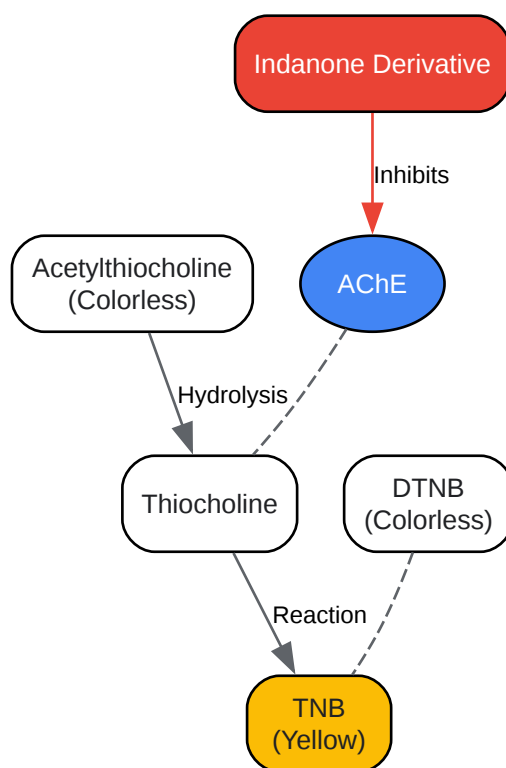 Indanone Derivative
Inhibits
Acetylthiocholine
(Colorless)
AChE
Hydrolysis
Thiocholine
DTNB
(Colorless)
Reaction
TNB
(Yellow)